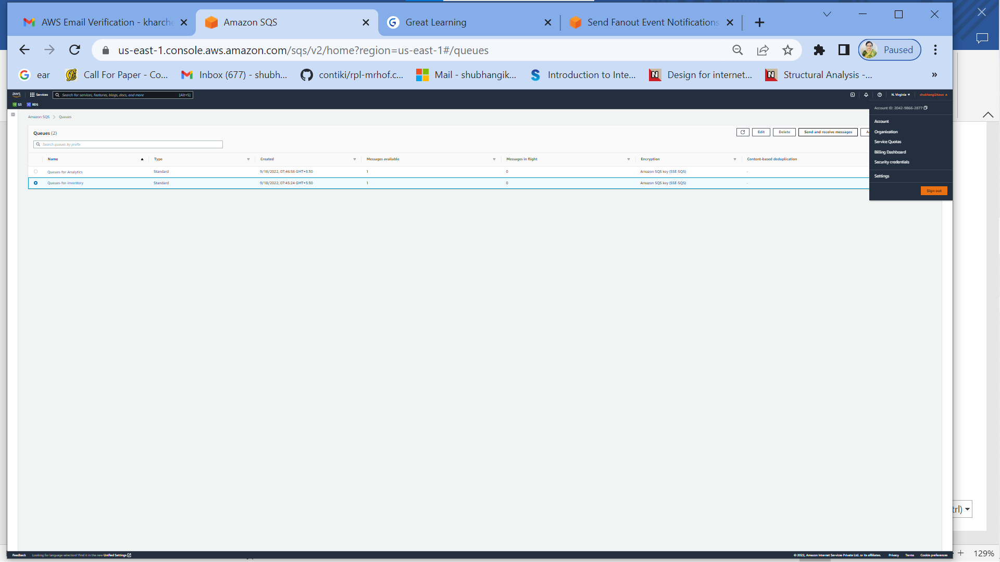 AWS Email Verification - kharche
Amazon SQS
Great Learning
Send Fanout Event Notifications
us-east-1.console.aws.amazon.com/sqs/v2/home?region=us-east-1#/queues
Paused
ear
Call For Paper - Co...
Inbox (677) - shubh...
contiki/rpl-mrhof.c...
Mail - shubhangik...
Introduction to Inte...
Design for internet...
Structural Analysis -...
»
aws
Services
Search for services, features, blogs, docs, and more
[Alt+S]
N. Virginia
shubhangi24aws
S3
RDS
Account ID: 2042-9866-2877
Amazon SQS
Queues
Account
Organization
Service Quotas
Billing Dashboard
Security credentials
Settings
Sign out
Queues (2)
Edit
Delete
Send and receive messages
A
Search queues by prefix
Name
Type
Created
Messages available
Messages in flight
Encryption
Content-based deduplication
Queues-for-Analytics
Standard
9/18/2022, 07:46:58 GMT+5:30
1
0
Amazon SQS key (SSE-SQS)
-
Queues-for-inventory
Standard
9/18/2022, 07:45:24 GMT+5:30
1
0
Amazon SQS key (SSE-SQS)
-
trl)
Feedback
Looking for language selection? Find it in the new Unified Settings
© 2022, Amazon Internet Services Private Ltd. or its affiliates.
Privacy
Terms
Cookie preferences
129%